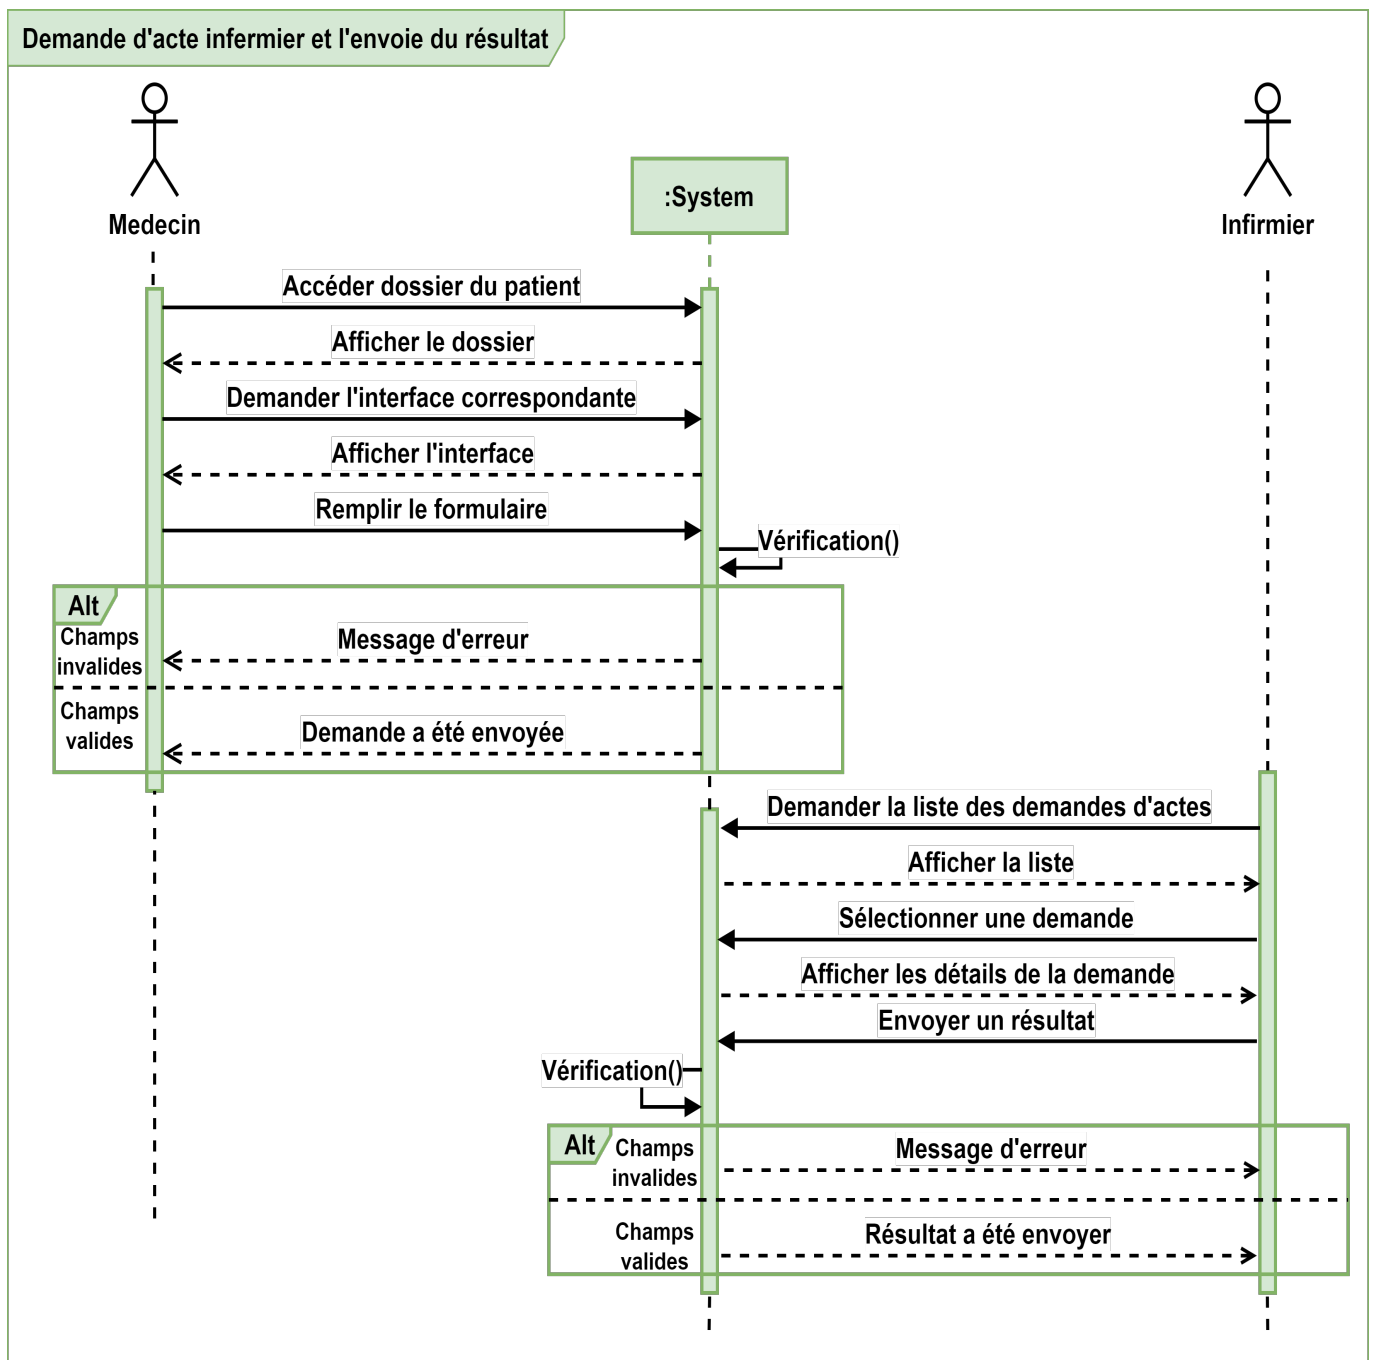 Demande d'acte infermier et l'envoie du résultat
Medecin
:System
Infirmier
Accéder dossier du patient
Afficher le dossier
Demander l'interface correspondante
Afficher l'interface
Remplir le formulaire
Vérification()
Alt
Champs
invalides
Message d'erreur
Champs
valides
Demande a été envoyée
Demander la liste des demandes d'actes
Afficher la liste
Sélectionner une demande
Afficher les détails de la demande
Envoyer un résultat
Vérification()
Alt
Champs
invalides
Message d'erreur
Champs
valides
Résultat a été envoyer